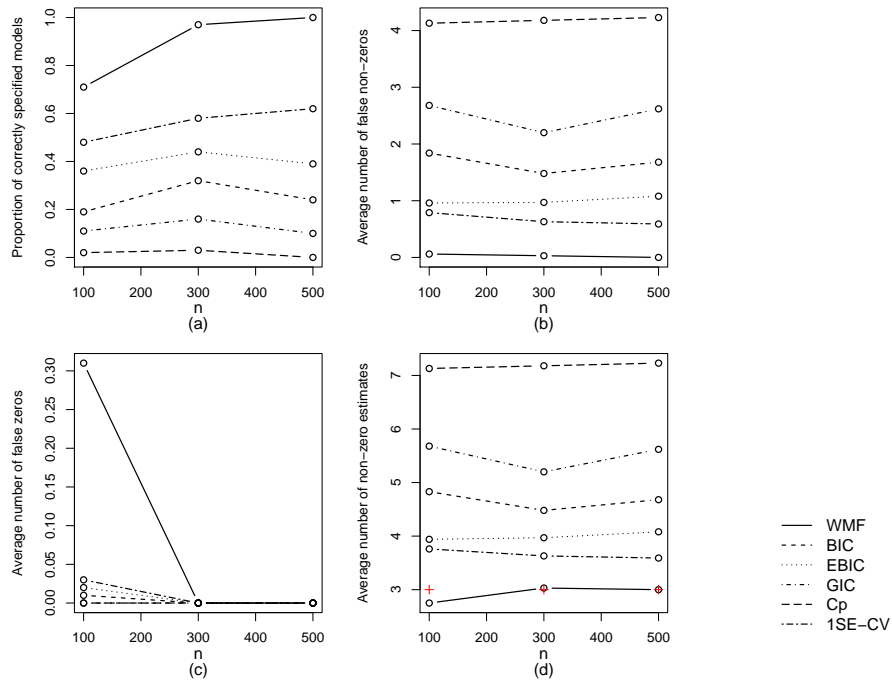 Proportion of correctly specified models
0.0 0.2 0.4 0.6 0.8 1.0
100 200 300 400 500
n
(a)
Average number of false non−zeros
0 1 2 3 4
100 200 300 400 500
n
(b)
Average number of false zeros
0.00 0.05 0.10 0.15 0.20 0.25 0.30
100 200 300 400 500
n
(c)
Average number of non−zero estimates
3 4 5 6 7
100 200 300 400 500
n
(d)
WMF
BIC
EBIC
GIC
Cp
1SE−CV